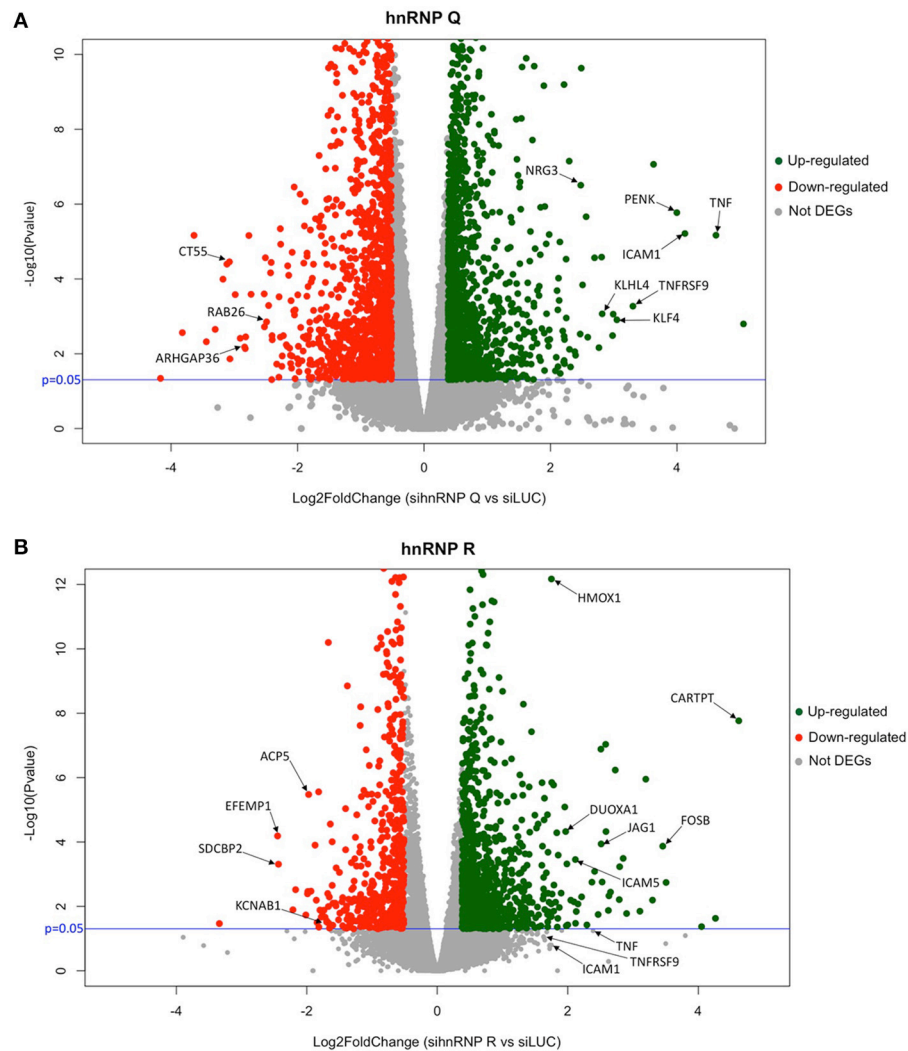 A
hnRNP Q
10
8
6
4
2
0
-Log10(Pvalue)
p=0.05
NRG3
PENK
TNF
CT55
ICAM1
KLHL4
TNFRSF9
RAB26
KLF4
ARHGAP36
Up-regulated
Down-regulated
Not DEGs
-4
-2
0
2
4
Log2FoldChange (sihnRNP Q vs siLUC)
B
hnRNP R
12
10
8
6
4
2
0
-Log10(Pvalue)
p=0.05
HMOX1
CARTPT
ACP5
EFEMP1
DUOXA1
FOSB
JAG1
SDCBP2
ICAM5
KCNAB1
TNF
TNFRSF9
ICAM1
Up-regulated
Down-regulated
Not DEGs
-4
-2
0
2
4
Log2FoldChange (sihnRNP R vs siLUC)